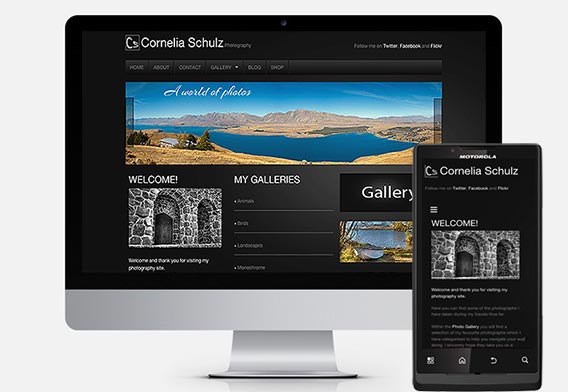 Cs Cornelia Schulz Photography
Follow me on Twitter, Facebook and Flickr
HOME ABOUT CONTACT GALLERY BLOG SHOP
A world of photos
WELCOME!
Welcome and thank you for visiting my
photography site.
MY GALLERIES
• Animals
• Birds
• Landscapes
• Monochrome
Gallery
MOTOROLA
Cs Cornelia Schulz
Follow me on Twitter, Facebook and Flickr
WELCOME!
Welcome and thank you for visiting my
photography site.
Here you can find some of the photographs I
have taken during my travels thus far.
Within the Photo Gallery you will find a
selection of my favourite photographs which I
have categorised to help you navigate your way
along. I sincerely hope they take you on a